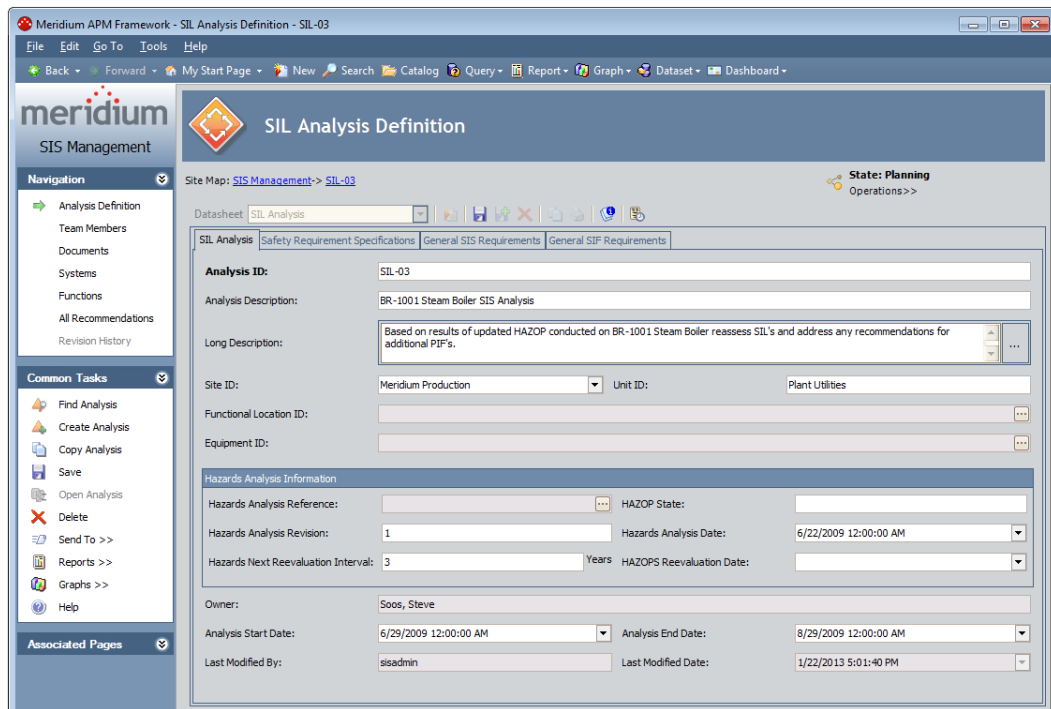 Meridium APM Framework - SIL Analysis Definition - SIL-03
File Edit Go To Tools Help
Back Forward My Start Page New Search Catalog Query Report Graph Dataset Dashboard
meridium
SIS Management
SIL Analysis Definition
Navigation
Analysis Definition
Team Members
Documents
Systems
Functions
All Recommendations
Revision History
Common Tasks
Find Analysis
Create Analysis
Copy Analysis
Save
Open Analysis
Delete
Send To >>
Reports >>
Graphs >>
Help
Associated Pages
Site Map: SIS Management-> SIL-03
State: Planning
Operations>>
Datasheet SIL Analysis
SIL Analysis Safety Requirement Specifications General SIS Requirements General SIF Requirements
Analysis ID: SIL-03
Analysis Description: BR-1001 Steam Boiler SIS Analysis
Long Description: Based on results of updated HAZOP conducted on BR-1001 Steam Boiler reassess SIL's and address any recommendations for
additional PIF's.
...
Site ID: Meridium Production Unit ID: Plant Utilities
Functional Location ID: ...
Equipment ID: ...
Hazards Analysis Information
Hazards Analysis Reference: ... HAZOP State:
Hazards Analysis Revision: 1 Hazards Analysis Date: 6/22/2009 12:00:00 AM
Hazards Next Reevaluation Interval: 3 Years HAZOPS Reevaluation Date:
Owner: Soos, Steve
Analysis Start Date: 6/29/2009 12:00:00 AM Analysis End Date: 8/29/2009 12:00:00 AM
Last Modified By: sisadmin Last Modified Date: 1/22/2013 5:01:40 PM